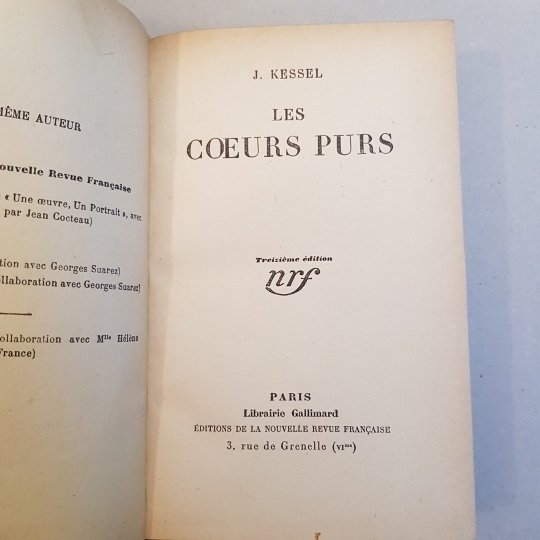 MÊME AUTEUR
ouvelle Revue Française
« Une œuvre, Un Portrait », avec
par Jean Cocteau)
tion avec Georges Suarez)
llaboration avec Georges Suarez)
ollaboration avec Mlle Hélène
France)
J. KESSEL
LES
CŒURS PURS
Treizième édition
nrf
PARIS
Librairie Gallimard
ÉDITIONS DE LA NOUVELLE REVUE FRANÇAISE
3, rue de Grenelle (VIme)